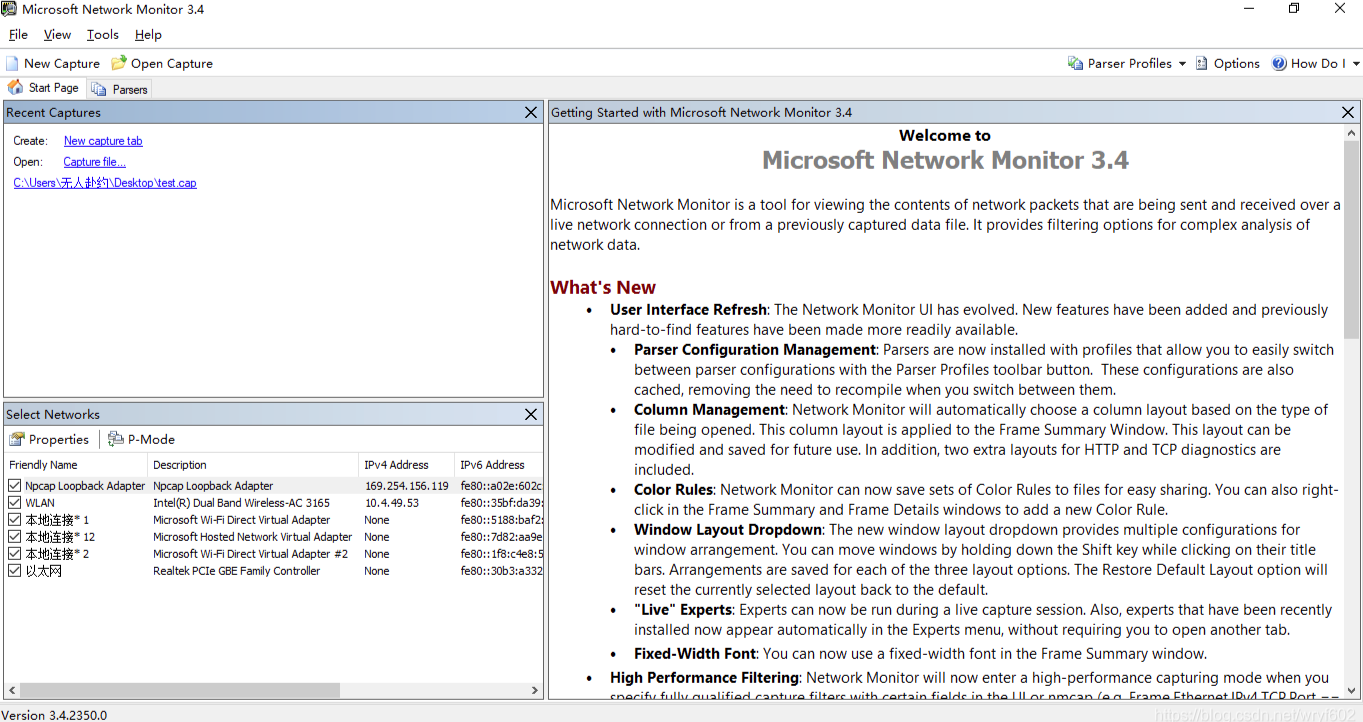 Microsoft Network Monitor 3.4
File View Tools Help
New Capture Open Capture Parser Profiles Options How Do I
Start Page Parsers
Recent Captures
Create: New capture tab
Open: Capture file...
C:\Users\无人赴约\Desktop\test.cap
Select Networks
Properties P-Mode
Friendly Name Description IPv4 Address IPv6 Address
Npcap Loopback Adapter Npcap Loopback Adapter 169.254.156.119 fe80::a02e:602c:
WLAN Intel(R) Dual Band Wireless-AC 3165 10.4.49.53 fe80::35bf:da39:
本地连接* 1 Microsoft Wi-Fi Direct Virtual Adapter None fe80::5188:baf2:
本地连接* 12 Microsoft Hosted Network Virtual Adapter None fe80::7d82:aa9e
本地连接* 2 Microsoft Wi-Fi Direct Virtual Adapter #2 None fe80::1f8:c4e8:5
以太网 Realtek PCIe GBE Family Controller None fe80::30b3:a332
Getting Started with Microsoft Network Monitor 3.4
Welcome to
Microsoft Network Monitor 3.4
Microsoft Network Monitor is a tool for viewing the contents of network packets that are being sent and received over a
live network connection or from a previously captured data file. It provides filtering options for complex analysis of
network data.
What's New
• User Interface Refresh: The Network Monitor UI has evolved. New features have been added and previously
hard-to-find features have been made more readily available.
• Parser Configuration Management: Parsers are now installed with profiles that allow you to easily switch
between parser configurations with the Parser Profiles toolbar button. These configurations are also
cached, removing the need to recompile when you switch between them.
• Column Management: Network Monitor will automatically choose a column layout based on the type of
file being opened. This column layout is applied to the Frame Summary Window. This layout can be
modified and saved for future use. In addition, two extra layouts for HTTP and TCP diagnostics are
included.
• Color Rules: Network Monitor can now save sets of Color Rules to files for easy sharing. You can also right-
click in the Frame Summary and Frame Details windows to add a new Color Rule.
• Window Layout Dropdown: The new window layout dropdown provides multiple configurations for
window arrangement. You can move windows by holding down the Shift key while clicking on their title
bars. Arrangements are saved for each of the three layout options. The Restore Default Layout option will
reset the currently selected layout back to the default.
• "Live" Experts: Experts can now be run during a live capture session. Also, experts that have been recently
installed now appear automatically in the Experts menu, without requiring you to open another tab.
• Fixed-Width Font: You can now use a fixed-width font in the Frame Summary window.
• High Performance Filtering: Network Monitor will now enter a high-performance capturing mode when you
specify fully qualified capture filters with certain fields in the UI or nmcap (e.g. Frame.Ethernet.IPv4.TCP.Port ==
Version 3.4.2350.0